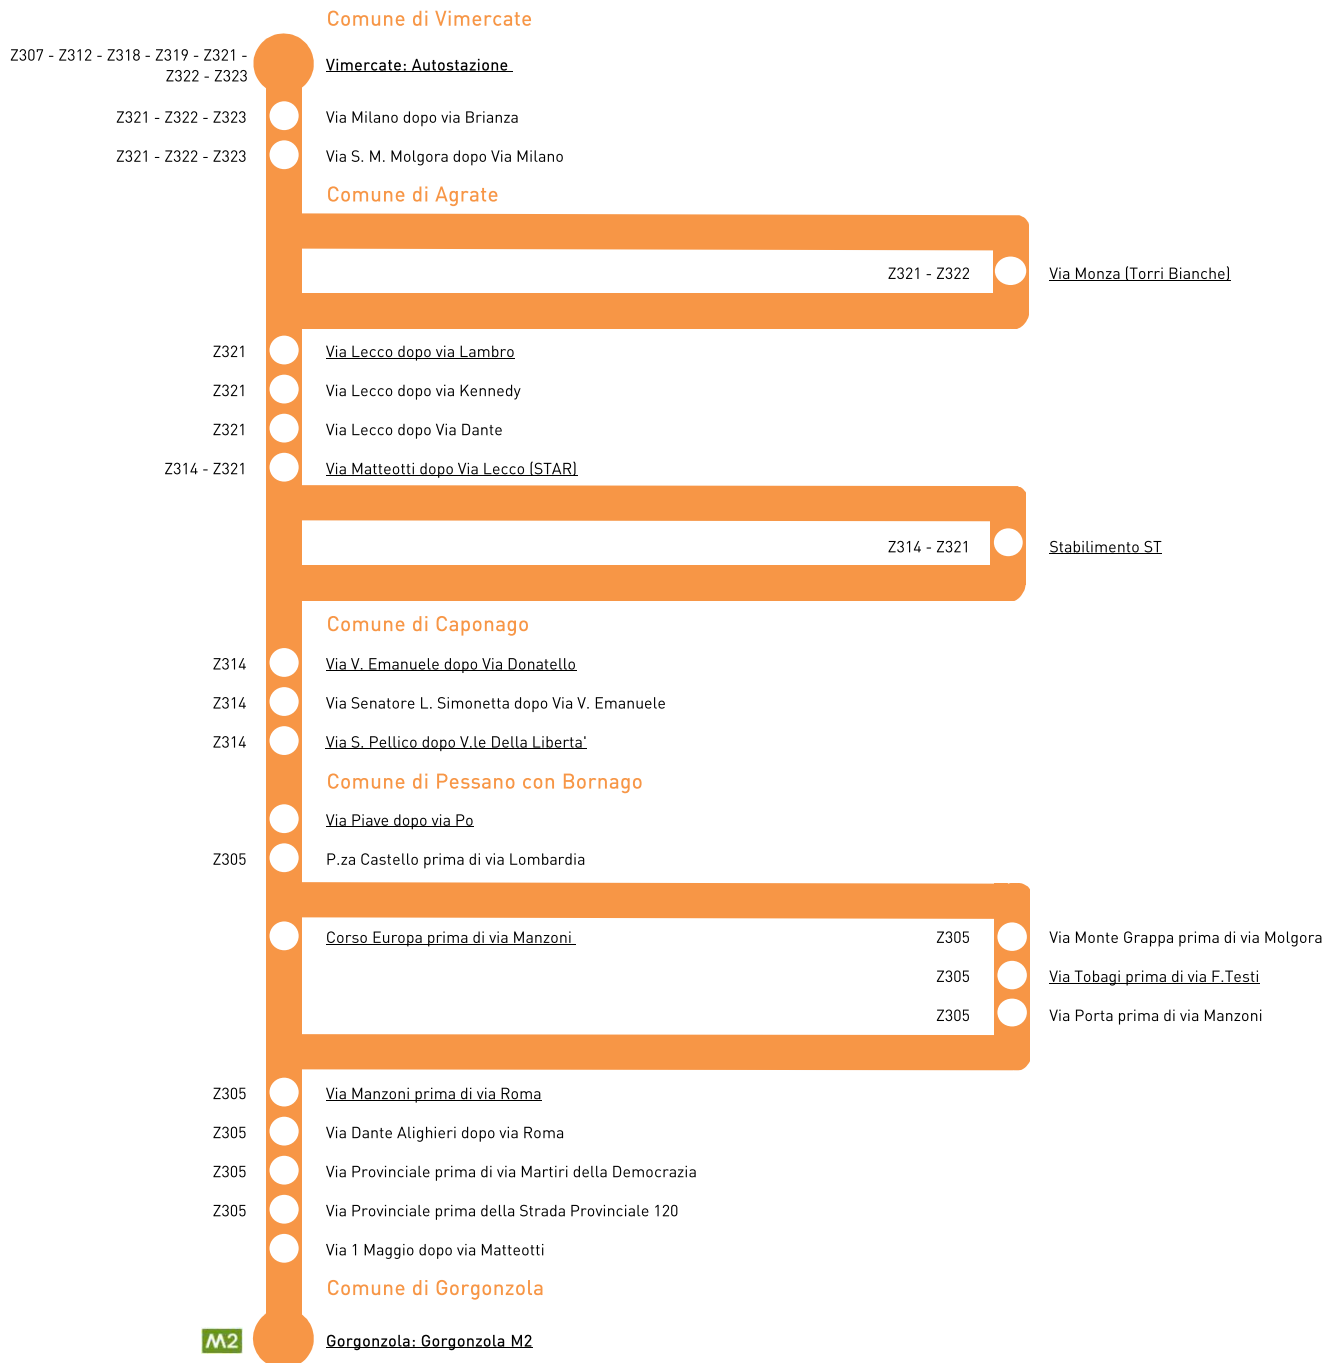 Comune di Vimercate
Z307 - Z312 - Z318 - Z319 - Z321 -
Z322 - Z323
Vimercate: Autostazione
Z321 - Z322 - Z323
Via Milano dopo via Brianza
Z321 - Z322 - Z323
Via S. M. Molgora dopo Via Milano
Comune di Agrate
Z321 - Z322
Via Monza (Torri Bianche)
Z321
Via Lecco dopo via Lambro
Z321
Via Lecco dopo via Kennedy
Z321
Via Lecco dopo Via Dante
Z314 - Z321
Via Matteotti dopo Via Lecco (STAR)
Z314 - Z321
Stabilimento ST
Comune di Caponago
Z314
Via V. Emanuele dopo Via Donatello
Z314
Via Senatore L. Simonetta dopo Via V. Emanuele
Z314
Via S. Pellico dopo V.le Della Liberta'
Comune di Pessano con Bornago
Via Piave dopo via Po
Z305
P.za Castello prima di via Lombardia
Corso Europa prima di via Manzoni
Z305
Via Monte Grappa prima di via Molgora
Z305
Via Tobagi prima di via F.Testi
Z305
Via Porta prima di via Manzoni
Z305
Via Manzoni prima di via Roma
Z305
Via Dante Alighieri dopo via Roma
Z305
Via Provinciale prima di via Martiri della Democrazia
Z305
Via Provinciale prima della Strada Provinciale 120
Via 1 Maggio dopo via Matteotti
Comune di Gorgonzola
M2
Gorgonzola: Gorgonzola M2